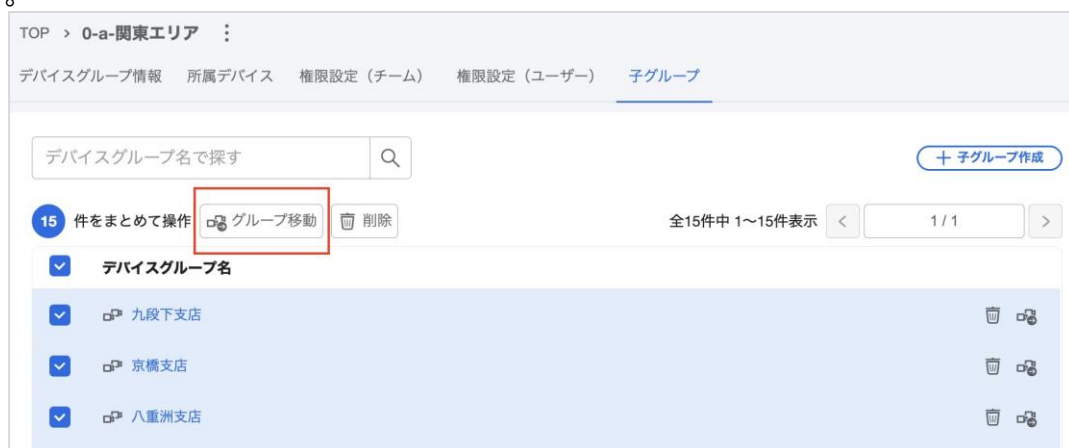 。
TOP > 0-a-関東エリア ⋮
デバイスグループ情報 所属デバイス 権限設定（チーム） 権限設定（ユーザー） 子グループ
デバイスグループ名で探す
＋ 子グループ作成
15 件をまとめて操作 グループ移動 削除 全15件中 1〜15件表示 < 1 / 1 >
デバイスグループ名
九段下支店
京橋支店
八重洲支店